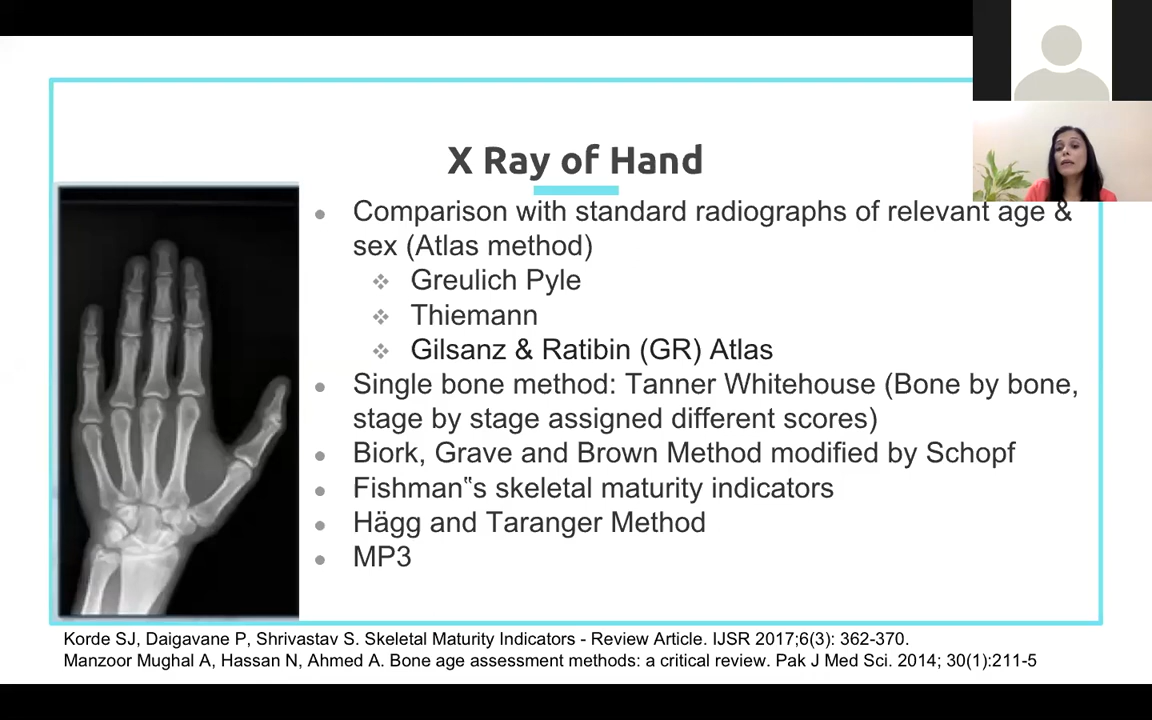 X Ray of Hand
Comparison with standard radiographs of relevant age &
sex (Atlas method)
Greulich Pyle
Thiemann
Gilsanz & Ratibin (GR) Atlas
Single bone method: Tanner Whitehouse (Bone by bone,
stage by stage assigned different scores)
Biork, Grave and Brown Method modified by Schopf
Fishman‟s skeletal maturity indicators
Hägg and Taranger Method
MP3
Korde SJ, Daigavane P, Shrivastav S. Skeletal Maturity Indicators - Review Article. IJSR 2017;6(3): 362-370.
Manzoor Mughal A, Hassan N, Ahmed A. Bone age assessment methods: a critical review. Pak J Med Sci. 2014; 30(1):211-5